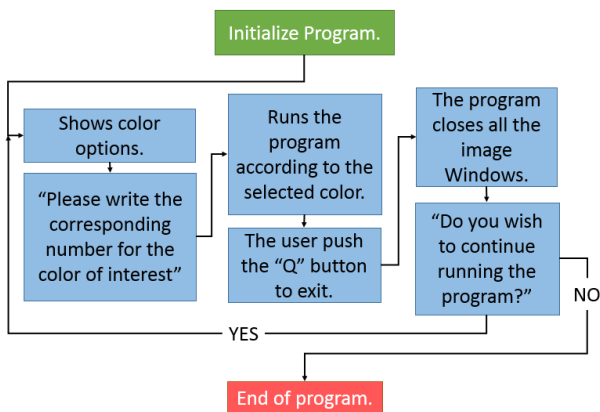 Initialize Program.
Shows color
options.
“Please write the
corresponding
number for the
color of interest”
Runs the
program
according to the
selected color.
The user push
the “Q” button
to exit.
The program
closes all the
image
Windows.
“Do you wish
to continue
running the
program?”
NO
YES
End of program.